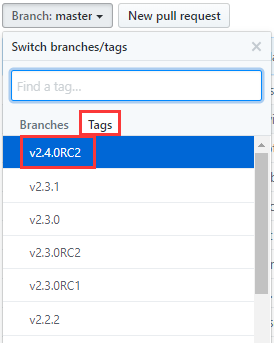 Branch: master
New pull request
Switch branches/tags
Find a tag...
Branches
Tags
v2.4.0RC2
v2.3.1
v2.3.0
v2.3.0RC2
v2.3.0RC1
v2.2.2